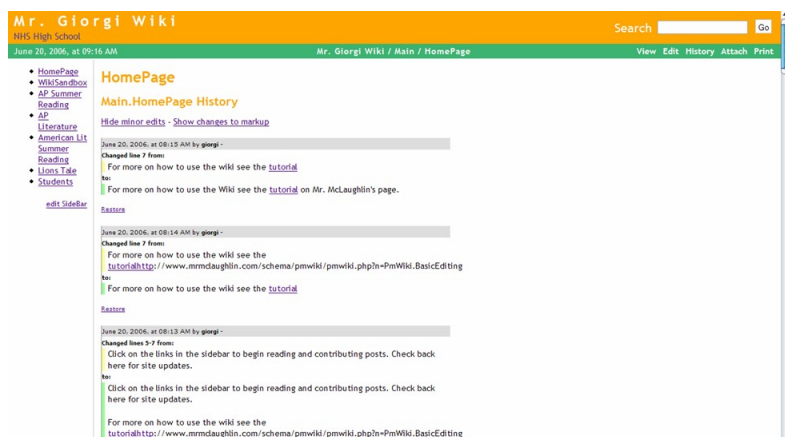 Mr. Giorgi Wiki
NHS High School
Search
Go
June 20, 2006, at 09:16 AM
Mr. Giorgi Wiki / Main / HomePage
View Edit History Attach Print
HomePage
WikiSandbox
AP Summer
Reading
AP
Literature
American Lit
Summer
Reading
Lions Tale
Students
edit SideBar
HomePage
Main.HomePage History
Hide minor edits - Show changes to markup
June 20, 2006, at 08:15 AM by giorgi -
Changed line 7 from:
For more on how to use the wiki see the tutorial
to:
For more on how to use the Wiki see the tutorial on Mr. McLaughlin's page.
Restore
June 20, 2006, at 08:14 AM by giorgi -
Changed line 7 from:
For more on how to use the wiki see the
tutorialhttp://www.mrmclaughlin.com/schema/pmwiki/pmwiki.php?n=PmWiki.BasicEditing
to:
For more on how to use the wiki see the tutorial
Restore
June 20, 2006, at 08:13 AM by giorgi -
Changed lines 5-7 from:
Click on the links in the sidebar to begin reading and contributing posts. Check back
here for site updates.
to:
Click on the links in the sidebar to begin reading and contributing posts. Check back
here for site updates.
For more on how to use the wiki see the
tutorialhttp://www.mrmclaughlin.com/schema/pmwiki/pmwiki.php?n=PmWiki.BasicEditing